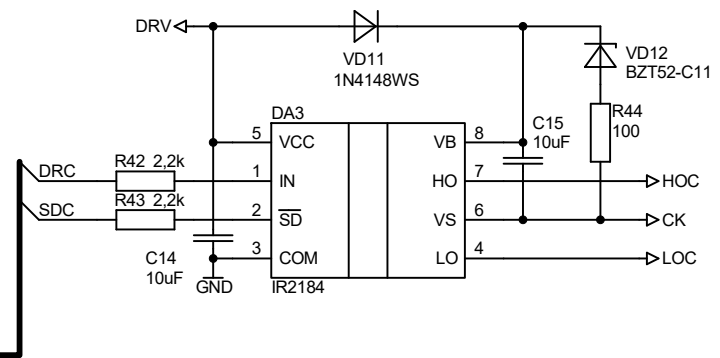 DRV
VD11
1N4148WS
VD12
BZT52-C11
DA3
C15
10uF
R44
100
5 VCC VB 8
DRC R42 2,2k 1 IN HO 7 HOC
SDC R43 2,2k 2 SD VS 6 CK
C14
10uF
3 COM LO 4 LOC
GND
IR2184